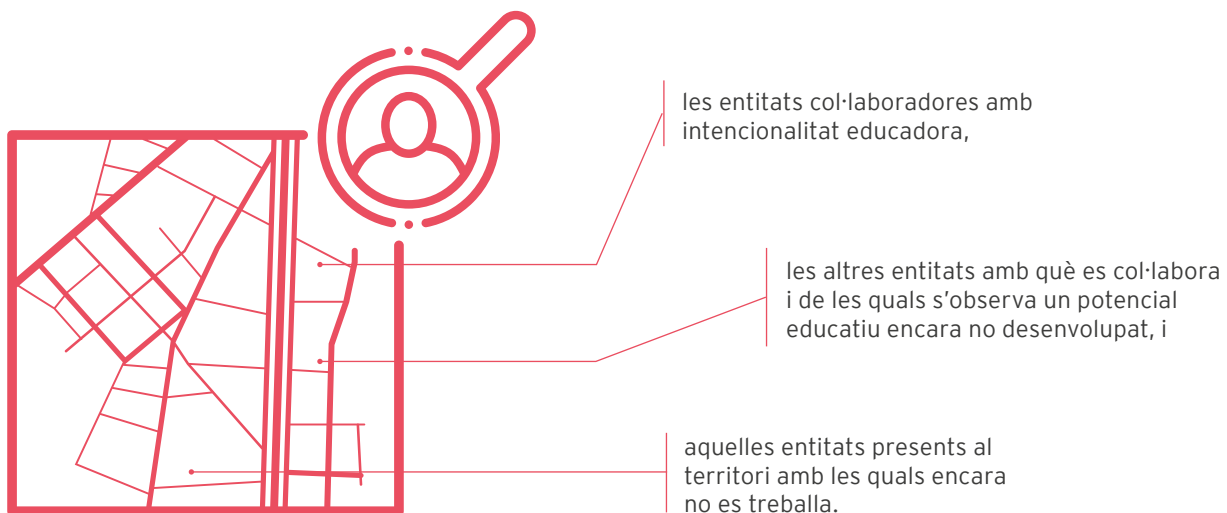 les entitats col·laboradores amb
intencionalitat educadora,
les altres entitats amb què es col·labora
i de les quals s'observa un potencial
educatiu encara no desenvolupat, i
aquelles entitats presents al
territori amb les quals encara
no es treballa.